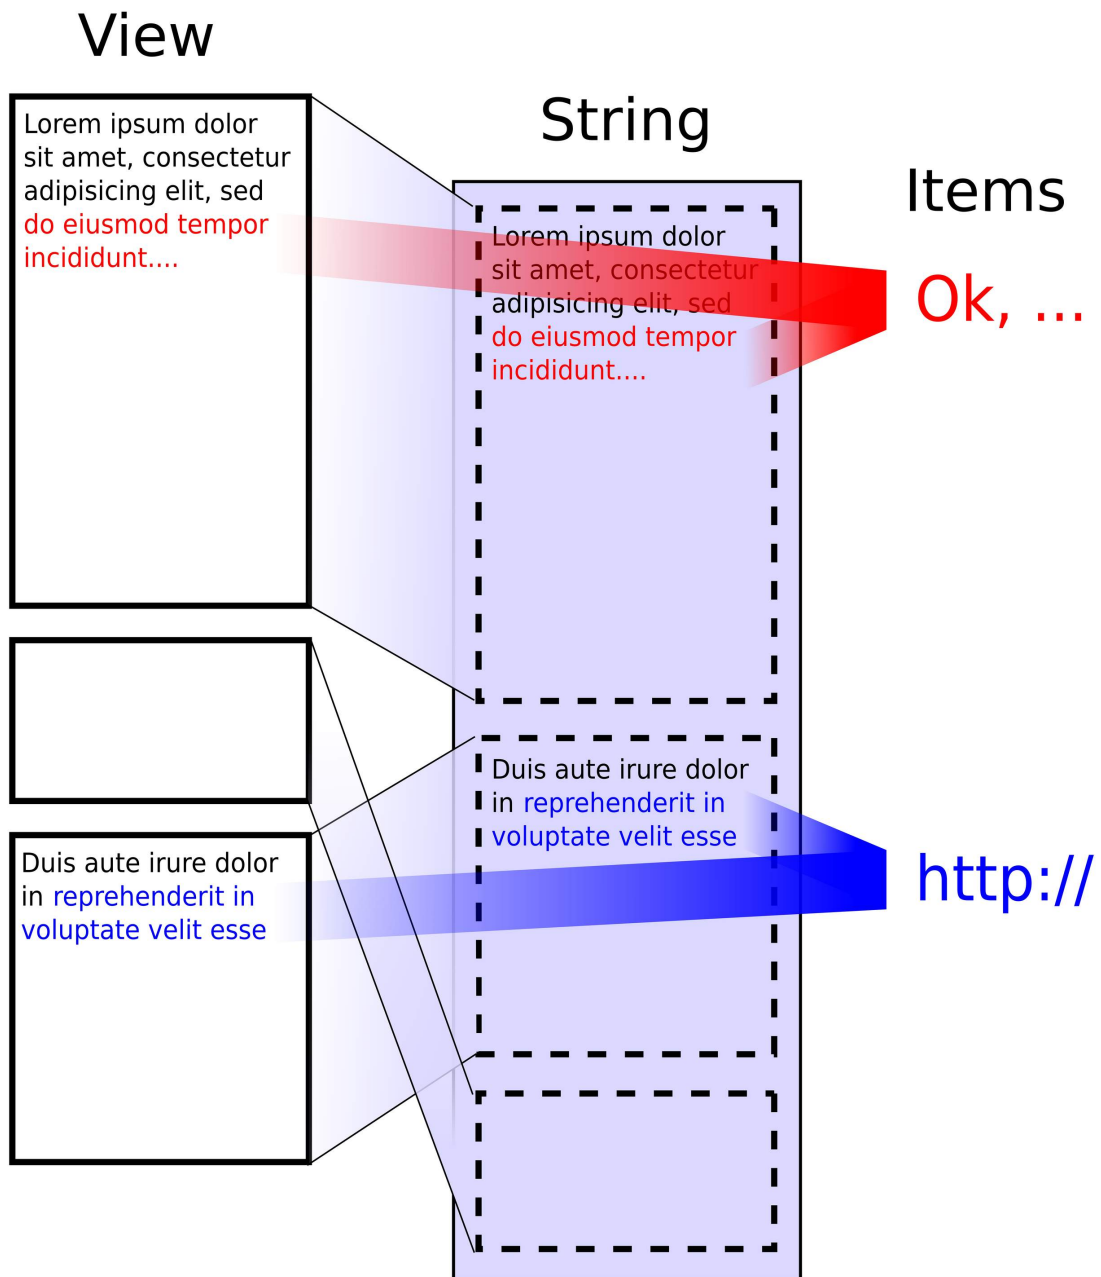 View
Lorem ipsum dolor
sit amet, consectetur
adipisicing elit, sed
do eiusmod tempor
incididunt....
Duis aute irure dolor
in reprehenderit in
voluptate velit esse
String
Lorem ipsum dolor
sit amet, consectetur
adipisicing elit, sed
do eiusmod tempor
incididunt....
Duis aute irure dolor
in reprehenderit in
voluptate velit esse
Items
Ok, ...
http://